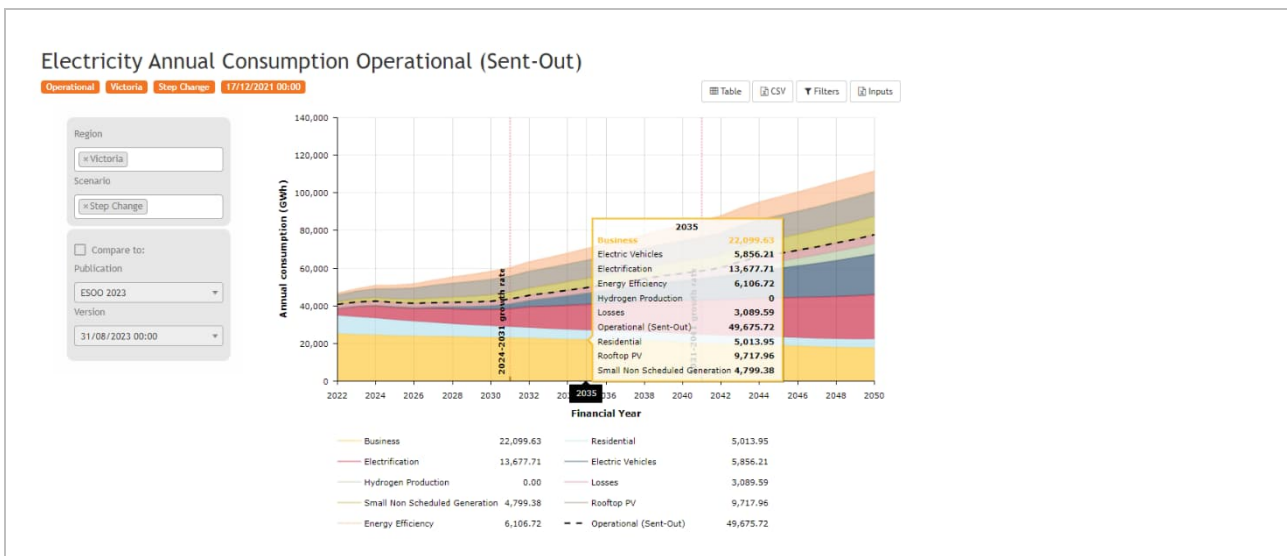 Electricity Annual Consumption Operational (Sent-Out)
Operational Victoria Step Change 17/12/2021 00:00
Table CSV Filters Inputs
Region
× Victoria
Scenario
× Step Change
Compare to:
Publication
ESOO 2023
Version
31/08/2023 00:00
Annual consumption (GWh)
140,000
120,000
100,000
80,000
60,000
40,000
20,000
0
2024-2031 growth rate
growth rate
2035
Business 22,099.63
Electric Vehicles 5,856.21
Electrification 13,677.71
Energy Efficiency 6,106.72
Hydrogen Production 0
Losses 3,089.59
Operational (Sent-Out) 49,675.72
Residential 5,013.95
Rooftop PV 9,717.96
Small Non Scheduled Generation 4,799.38
2022 2024 2026 2028 2030 2032 2035 2038 2040 2042 2044 2046 2048 2050
Financial Year
Business 22,099.63 Residential 5,013.95
Electrification 13,677.71 Electric Vehicles 5,856.21
Hydrogen Production 0.00 Losses 3,089.59
Small Non Scheduled Generation 4,799.38 Rooftop PV 9,717.96
Energy Efficiency 6,106.72 Operational (Sent-Out) 49,675.72